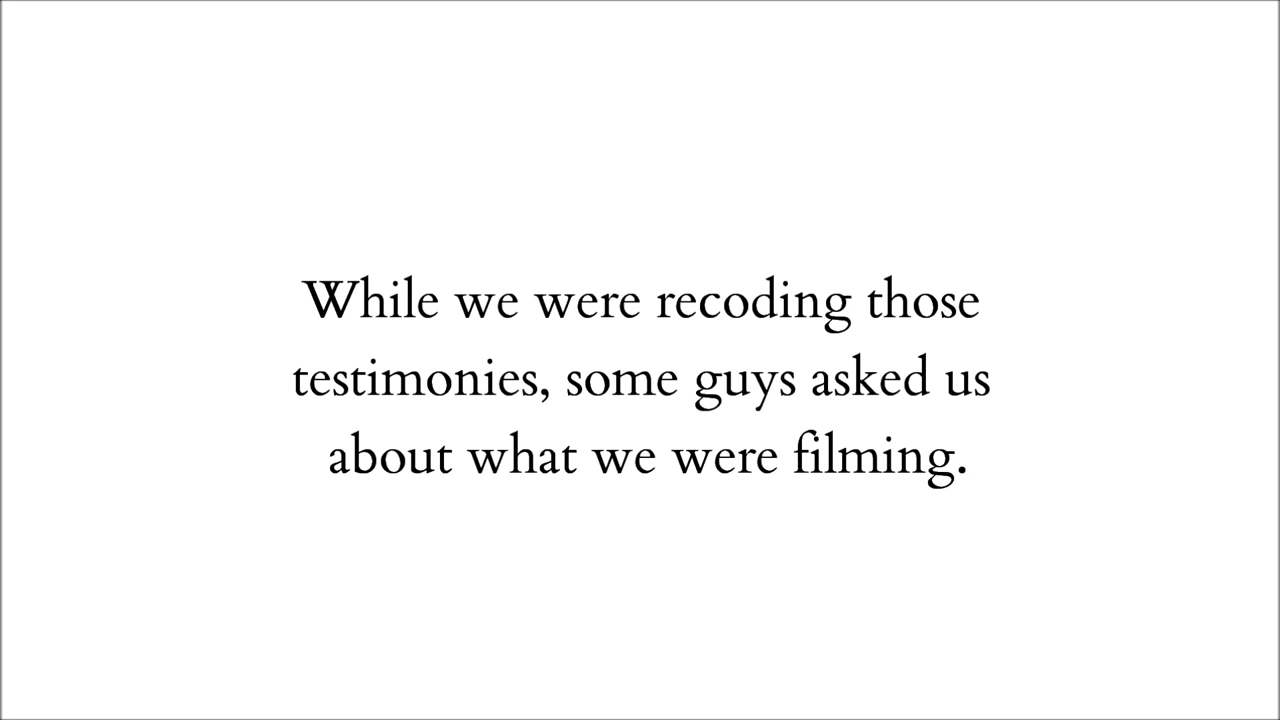 While we were recoding those
testimonies, some guys asked us
about what we were filming.